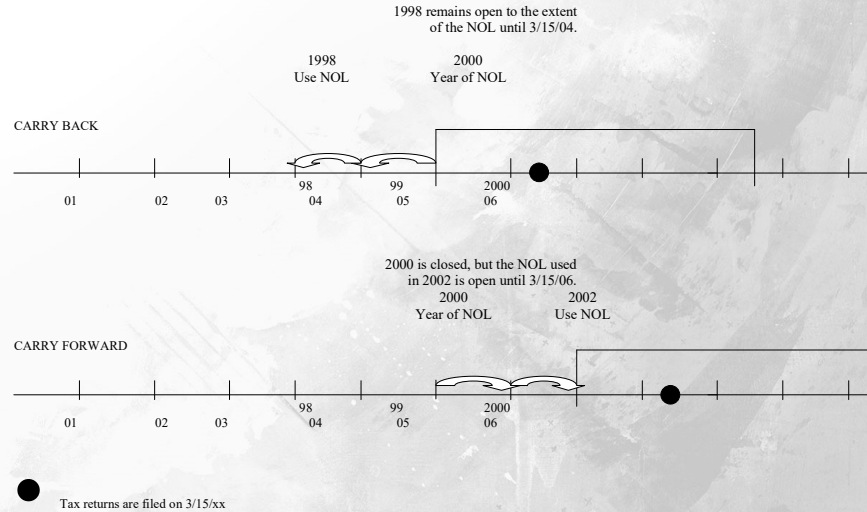 1998 remains open to the extent
of the NOL until 3/15/04.
1998
Use NOL
2000
Year of NOL
CARRY BACK
98 99 2000
01 02 03 04 05 06
2000 is closed, but the NOL used
in 2002 is open until 3/15/06.
2000
Year of NOL
2002
Use NOL
CARRY FORWARD
98 99 2000
01 02 03 04 05 06
Tax returns are filed on 3/15/xx